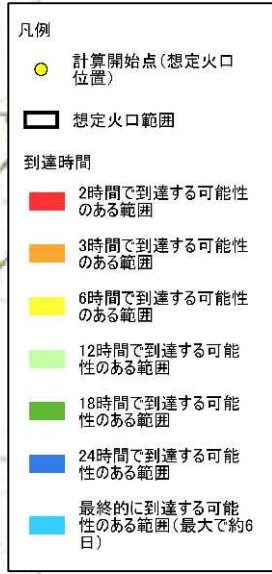 凡例
計算開始点(想定火口
位置)
想定火口範囲
到達時間
2時間で到達する可能性
のある範囲
3時間で到達する可能性
のある範囲
6時間で到達する可能性
のある範囲
12時間で到達する可能
性のある範囲
18時間で到達する可能
性のある範囲
24時間で到達する可能
性のある範囲
最終的に到達する可能
性のある範囲(最大で約6
日)